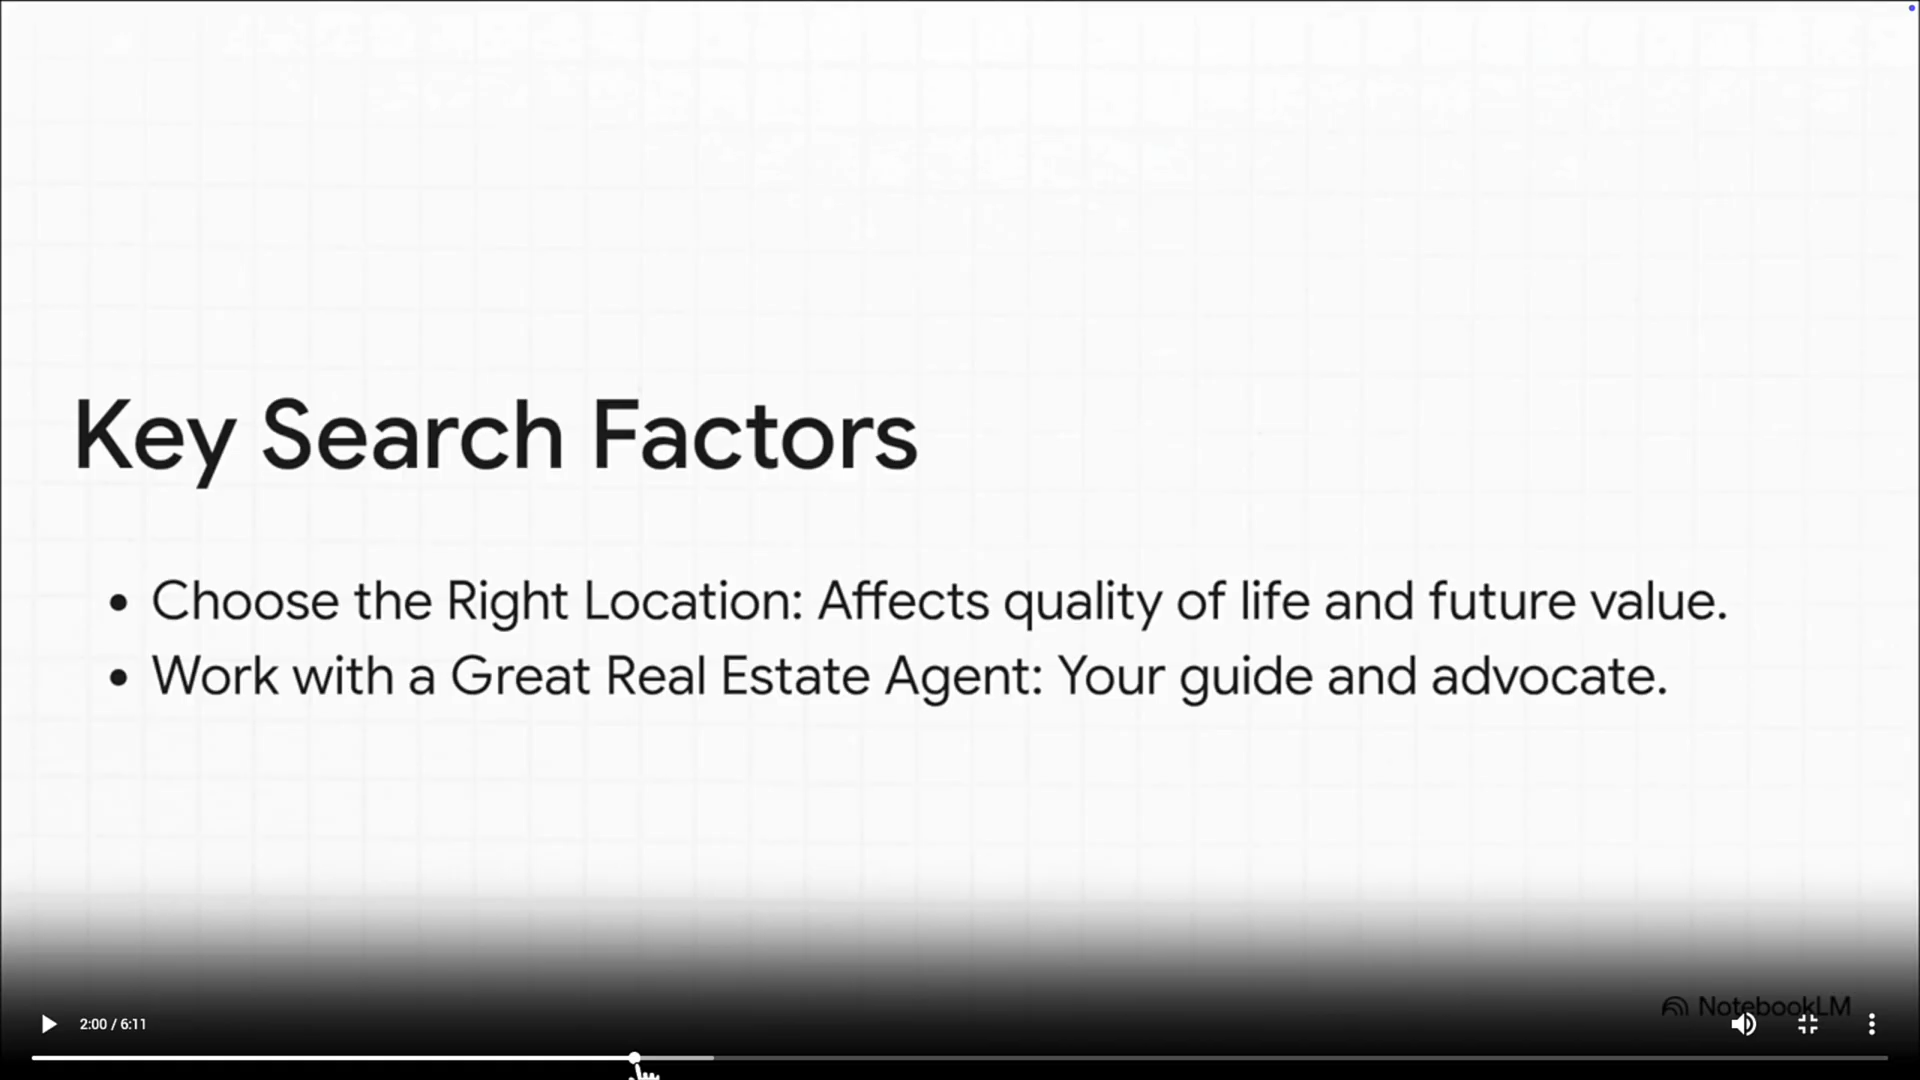 Key Search Factors
• Choose the Right Location: Affects quality of life and future value.
• Work with a Great Real Estate Agent: Your guide and advocate.
NotebookLM
2:00 / 6:11